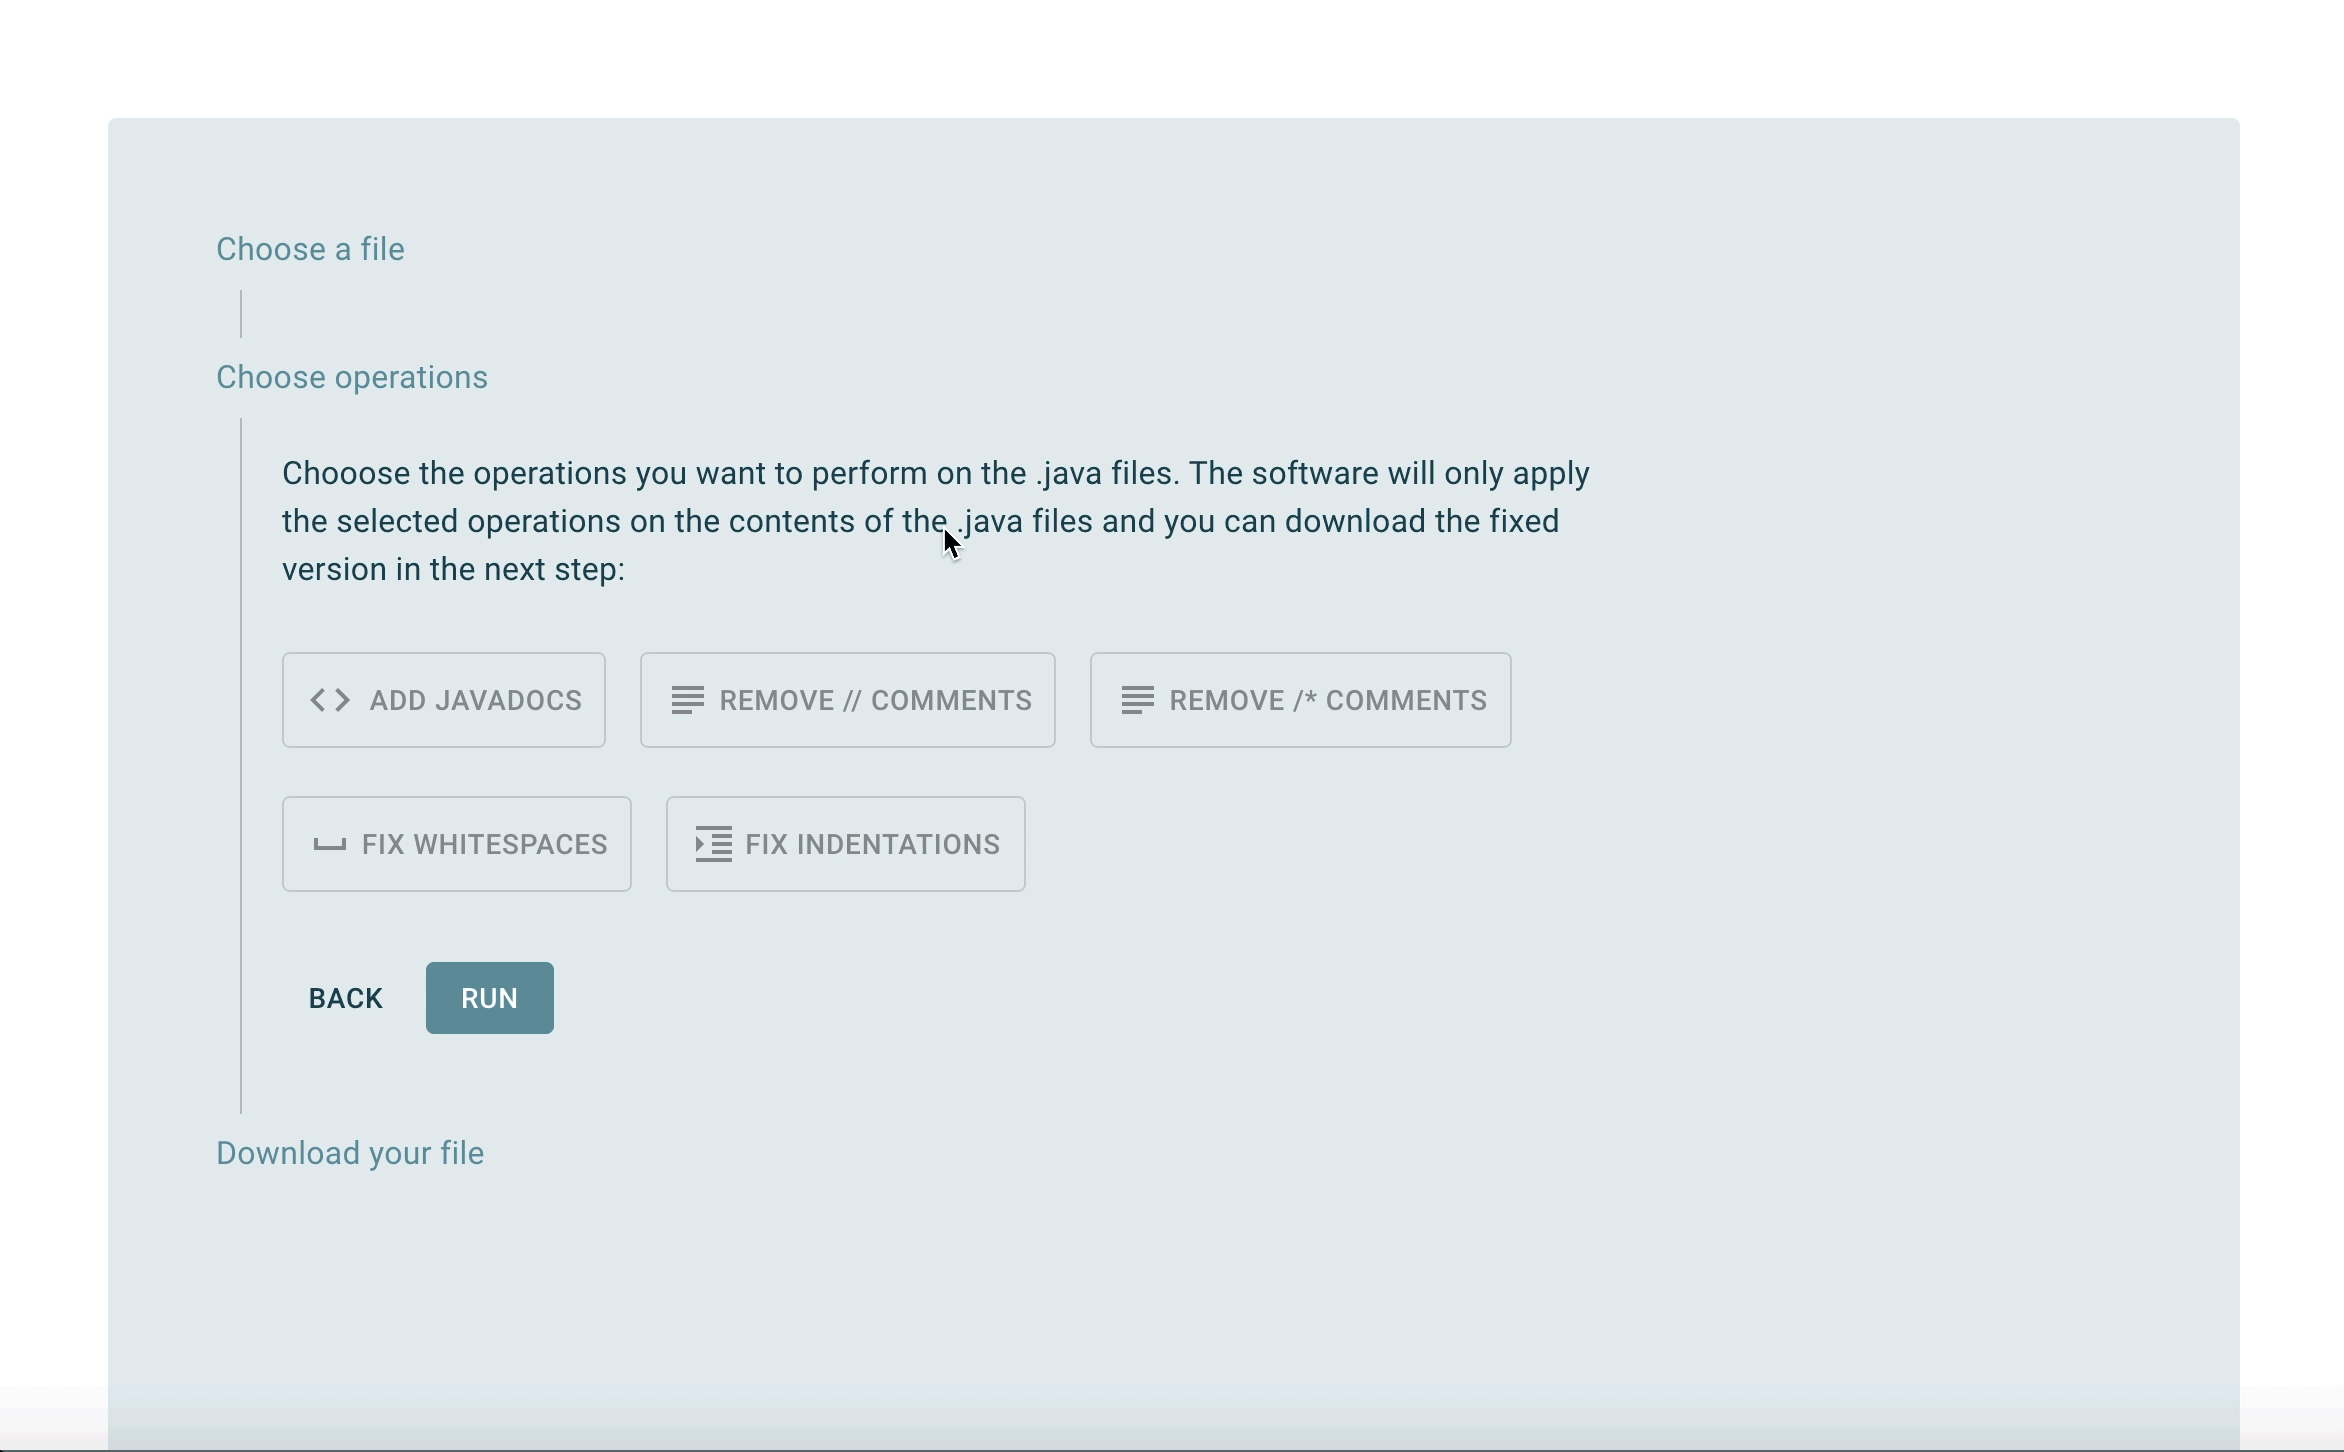 Choose a file
Choose operations
Chooose the operations you want to perform on the .java files. The software will only apply
the selected operations on the contents of the .java files and you can download the fixed
version in the next step:
ADD JAVADOCS
REMOVE // COMMENTS
REMOVE /* COMMENTS
FIX WHITESPACES
FIX INDENTATIONS
BACK
RUN
Download your file